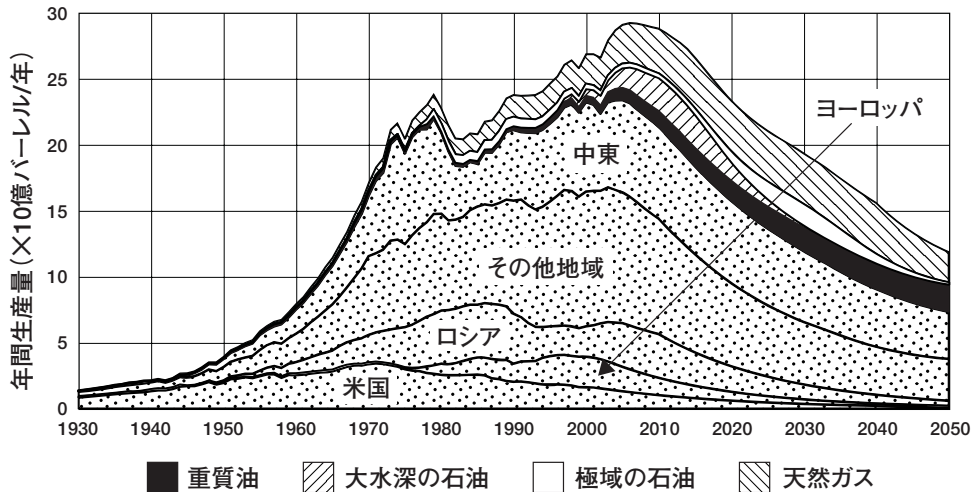 年間生産量(×10億バーレル/年)
30
25
20
15
10
5
0
ヨーロッパ
中東
その他地域
ロシア
米国
1930 1940 1950 1960 1970 1980 1990 2000 2010 2020 2030 2040 2050
重質油 大水深の石油 極域の石油 天然ガス